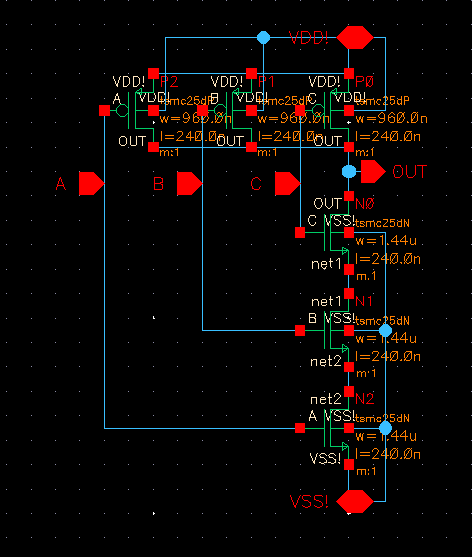 VDD!
VDD! P2 VDD! P1 VDD! P0
A VDD! tsmc25dP B VDD! tsmc25dP C VDD! tsmc25dP
w=960.0n w=960.0n w=960.0n
OUT l=240.0n OUT l=240.0n OUT l=240.0n
m:1 m:1 m:1
A B C OUT
OUT N0
C VSS! tsmc25dN
w=1.44u
l=240.0n
net1 m:1
net1 N1
B VSS! tsmc25dN
w=1.44u
l=240.0n
net2 m:1
net2 N2
A VSS! tsmc25dN
w=1.44u
l=240.0n
VSS! m:1
VSS!